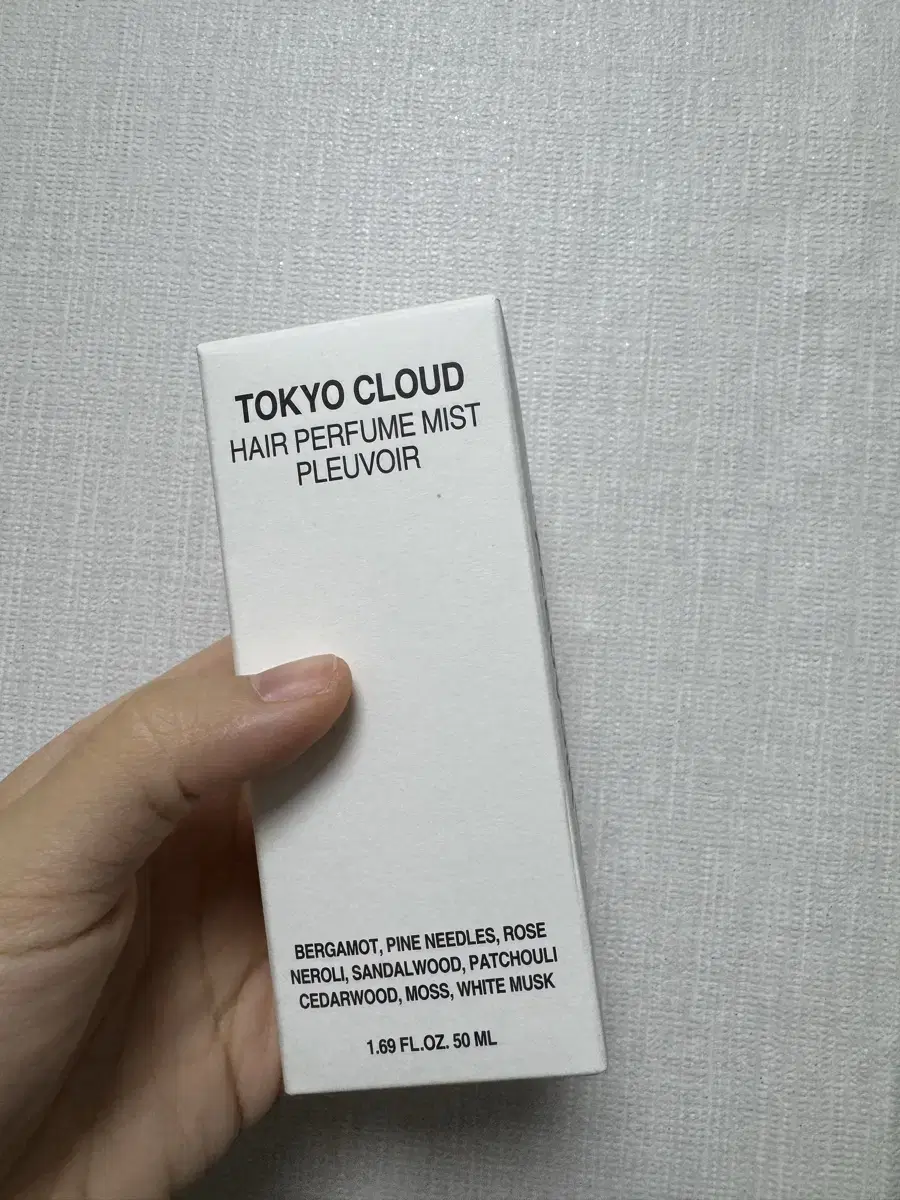 TOKYO CLOUD
HAIR PERFUME MIST
PLEUVOIR
BERGAMOT, PINE NEEDLES, ROSE
NEROLI, SANDALWOOD, PATCHOULI
CEDARWOOD, MOSS, WHITE MUSK
1.69 FL.OZ. 50 ML